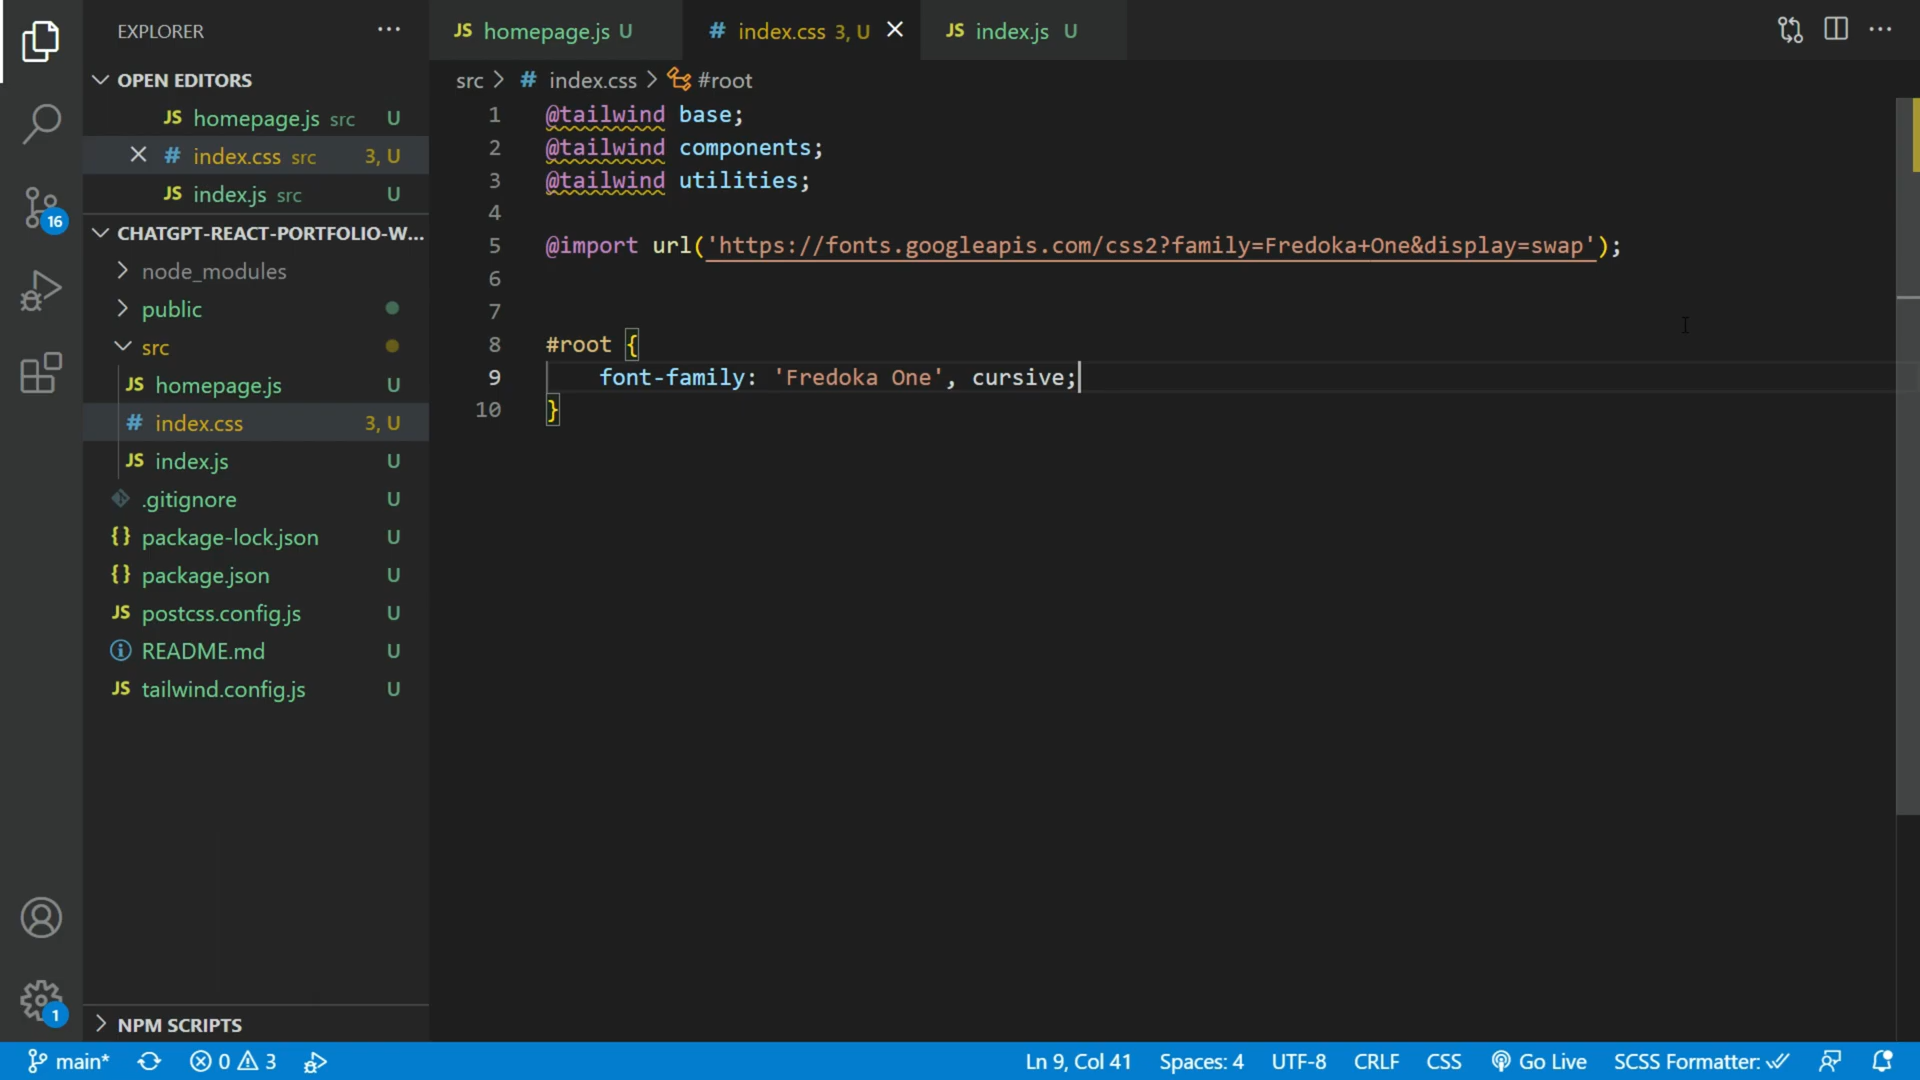 EXPLORER
OPEN EDITORS
JS homepage.js src U
# index.css src 3, U
JS index.js src U
CHATGPT-REACT-PORTFOLIO-W...
node_modules
public
src
JS homepage.js U
# index.css 3, U
JS index.js U
.gitignore U
{} package-lock.json U
{} package.json U
JS postcss.config.js U
README.md U
JS tailwind.config.js U
NPM SCRIPTS
16
1
JS homepage.js U
# index.css 3, U
JS index.js U
src > # index.css > #root
1 @tailwind base;
2 @tailwind components;
3 @tailwind utilities;
4
5 @import url('https://fonts.googleapis.com/css2?family=Fredoka+One&display=swap');
6
7
8 #root {
9 font-family: 'Fredoka One', cursive;
10 }
main* 0 3 Ln 9, Col 41 Spaces: 4 UTF-8 CRLF CSS Go Live SCSS Formatter: